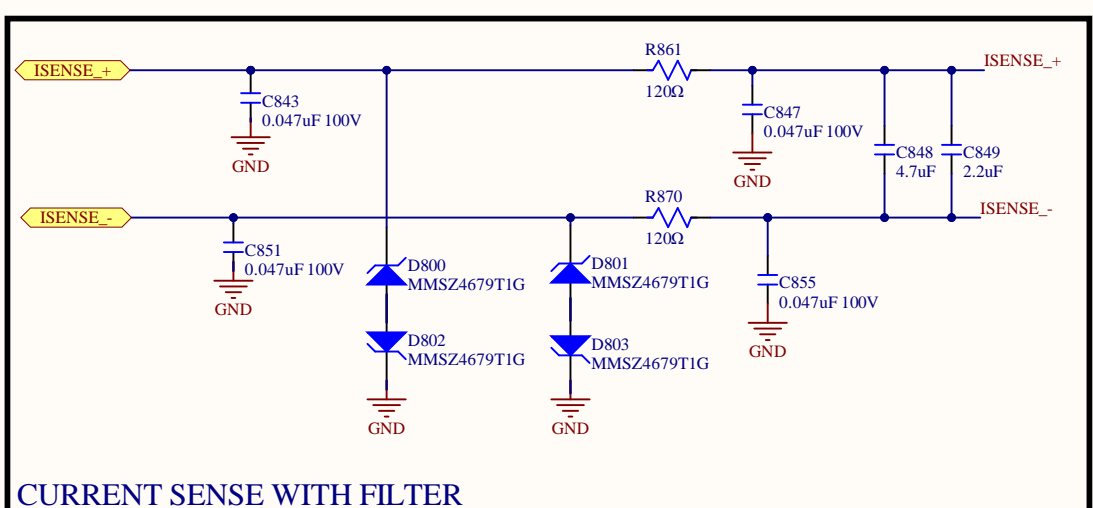 R861
ISENSE_+
ISENSE_+
120Ω
C843
0.047uF 100V
GND
C847
0.047uF 100V
GND
C848
4.7uF
C849
2.2uF
R870
ISENSE_-
ISENSE_-
120Ω
C851
0.047uF 100V
GND
D800
MMSZ4679T1G
D801
MMSZ4679T1G
C855
0.047uF 100V
GND
D802
MMSZ4679T1G
D803
MMSZ4679T1G
GND
GND
CURRENT SENSE WITH FILTER